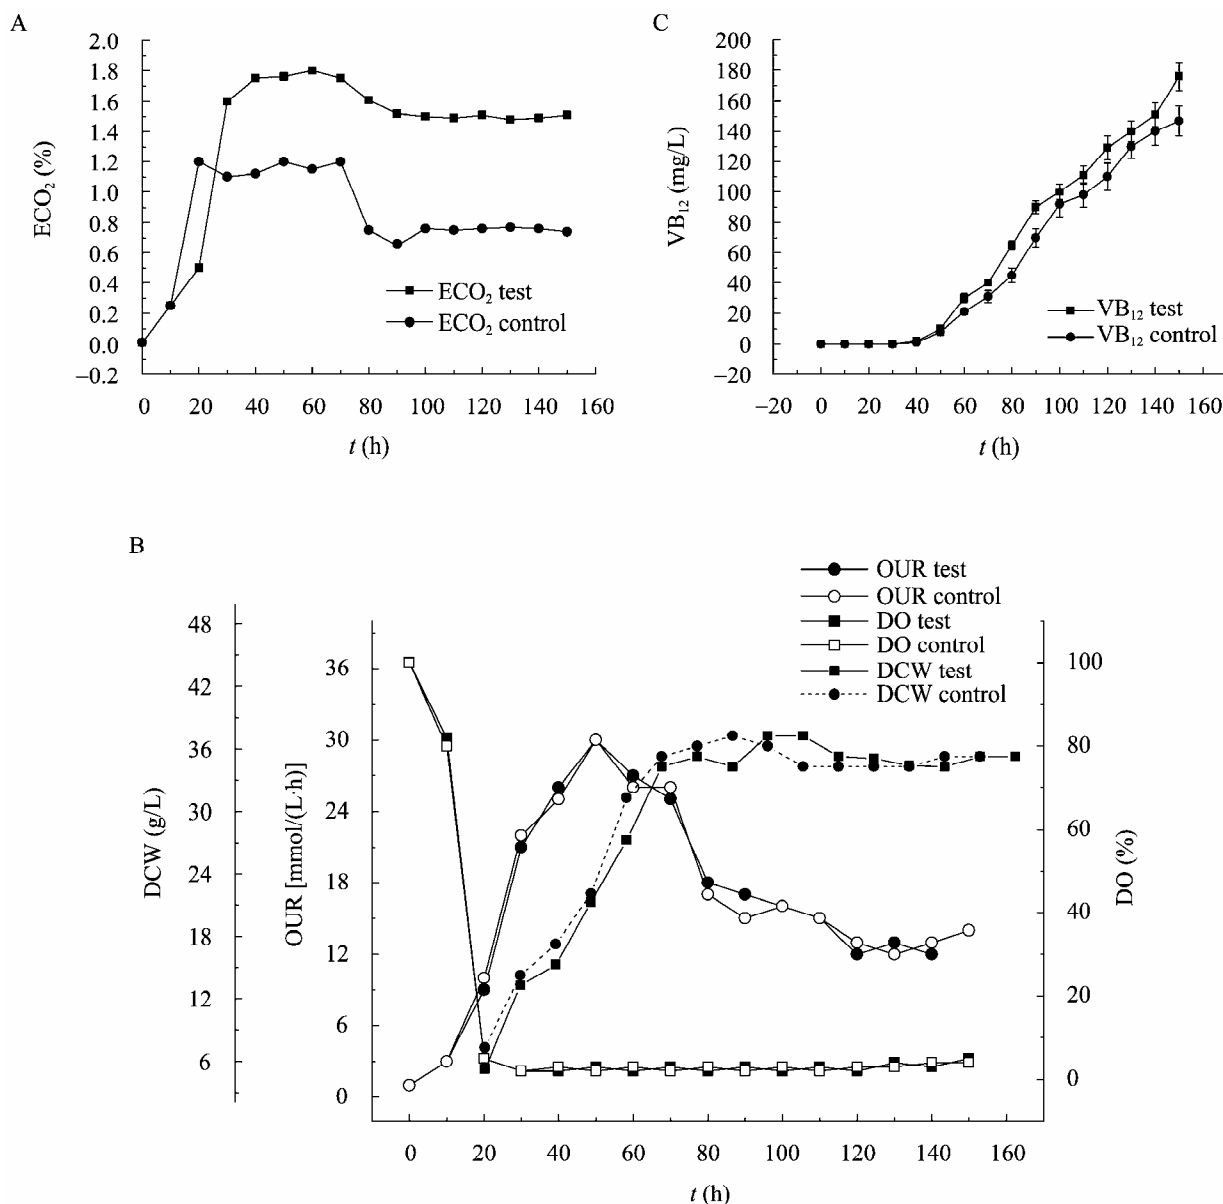 A
ECO2 (%)
2.0
1.8
1.6
1.4
1.2
1.0
0.8
0.6
0.4
0.2
0.0
–0.2
ECO2 test
ECO2 control
0 20 40 60 80 100 120 140 160
t (h)
C
VB12 (mg/L)
200
180
160
140
120
100
80
60
40
20
0
–20
VB12 test
VB12 control
–20 0 20 40 60 80 100 120 140 160
t (h)
B
OUR test
OUR control
DO test
DO control
DCW test
DCW control
DCW (g/L)
48
42
36
30
24
18
12
6
OUR [mmol/(L·h)]
36
30
24
18
12
6
0
DO (%)
100
80
60
40
20
0
0 20 40 60 80 100 120 140 160
t (h)